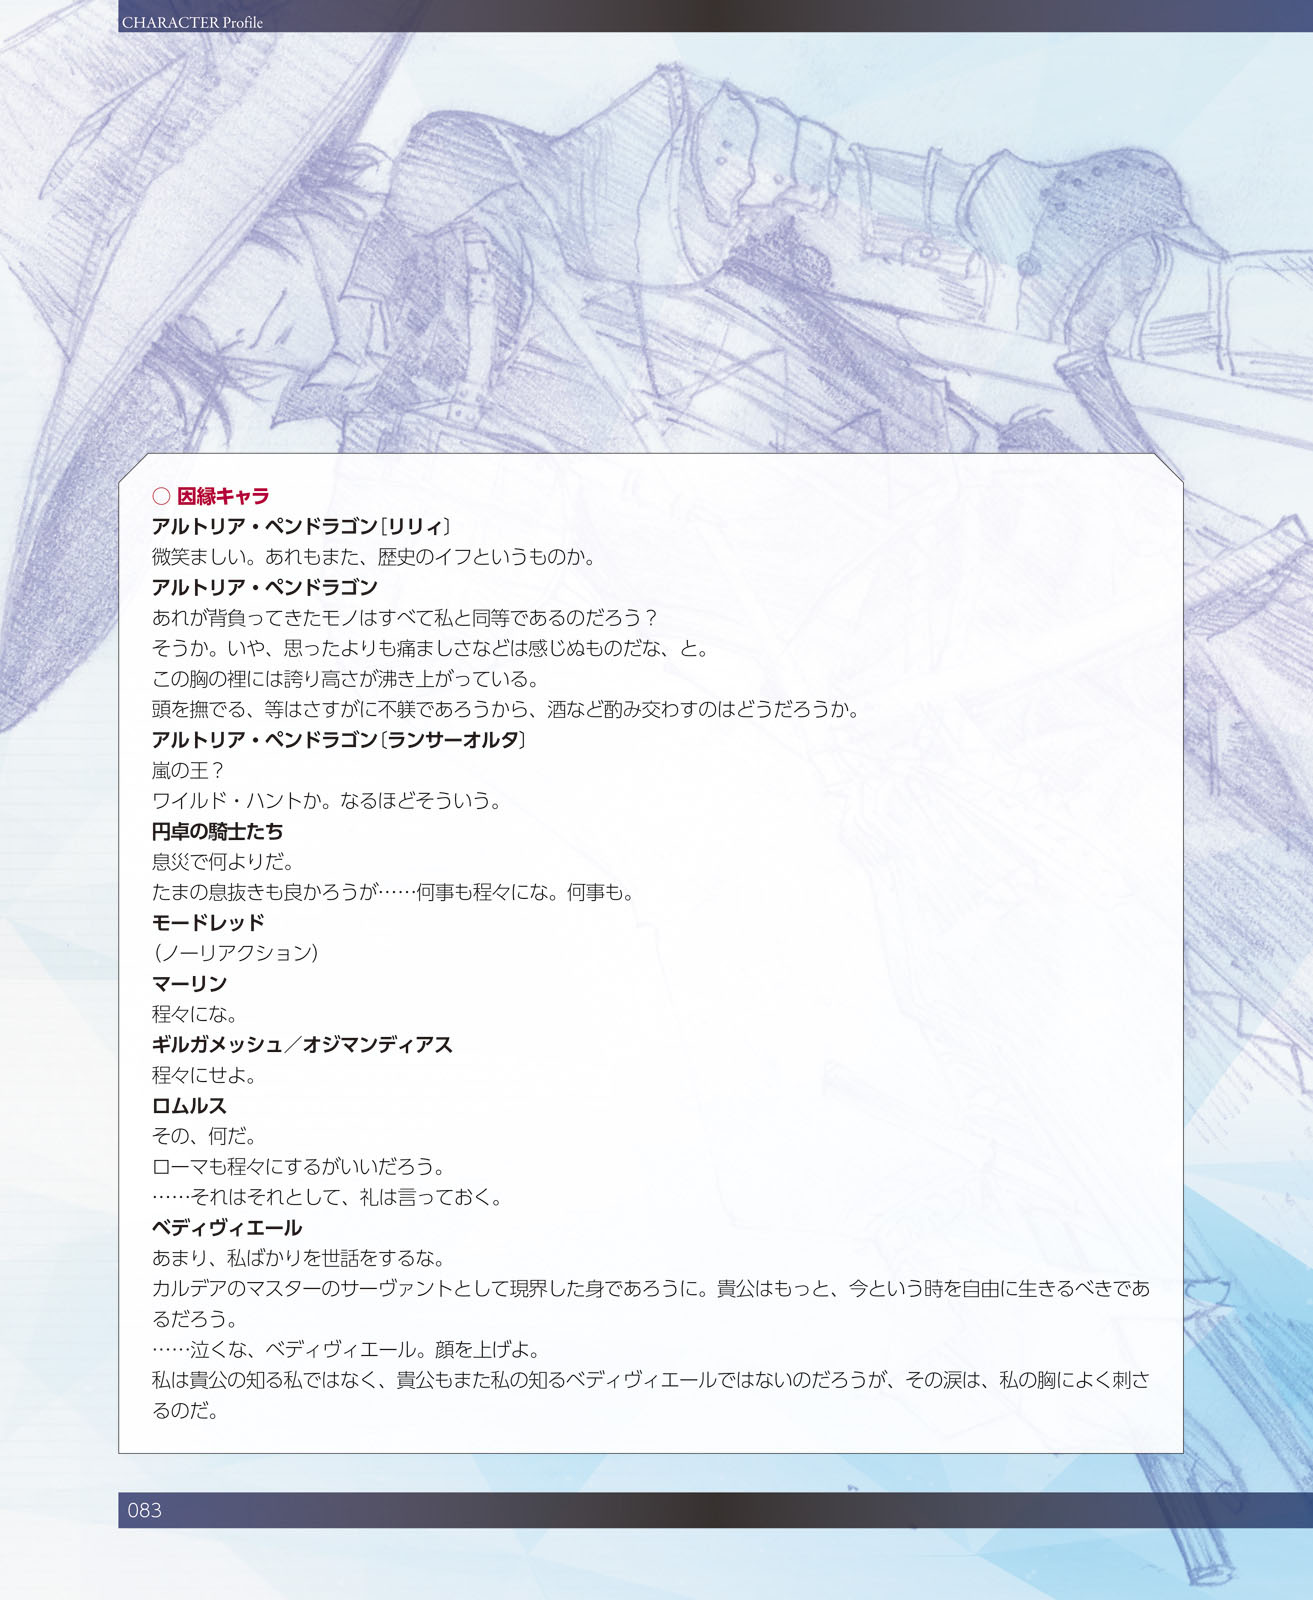 CHARACTER Profile
○ 因縁キャラ
アルトリア・ペンドラゴン〔リリィ〕
微笑ましい。あれもまた、歴史のイフというものか。
アルトリア・ペンドラゴン
あれが背負ってきたモノはすべて私と同等であるのだろう？
そうか。いや、思ったよりも痛ましさなどは感じぬものだな、と。
この胸の裡には誇り高さが沸き上がっている。
頭を撫でる、等はさすがに不躾であろうから、酒など酌み交わすのはどうだろうか。
アルトリア・ペンドラゴン〔ランサーオルタ〕
嵐の王？
ワイルド・ハントか。なるほどそういう。
円卓の騎士たち
息災で何よりだ。
たまの息抜きも良かろうが……何事も程々にな。何事も。
モードレッド
（ノーリアクション）
マーリン
程々にな。
ギルガメッシュ／オジマンディアス
程々にせよ。
ロムルス
その、何だ。
ローマも程々にするがいいだろう。
……それはそれとして、礼は言っておく。
ベディヴィエール
あまり、私ばかりを世話をするな。
カルデアのマスターのサーヴァントとして現界した身であろうに。貴公はもっと、今という時を自由に生きるべきであ
るだろう。
……泣くな、ベディヴィエール。顔を上げよ。
私は貴公の知る私ではなく、貴公もまた私の知るベディヴィエールではないのだろうが、その涙は、私の胸によく刺さ
るのだ。
083